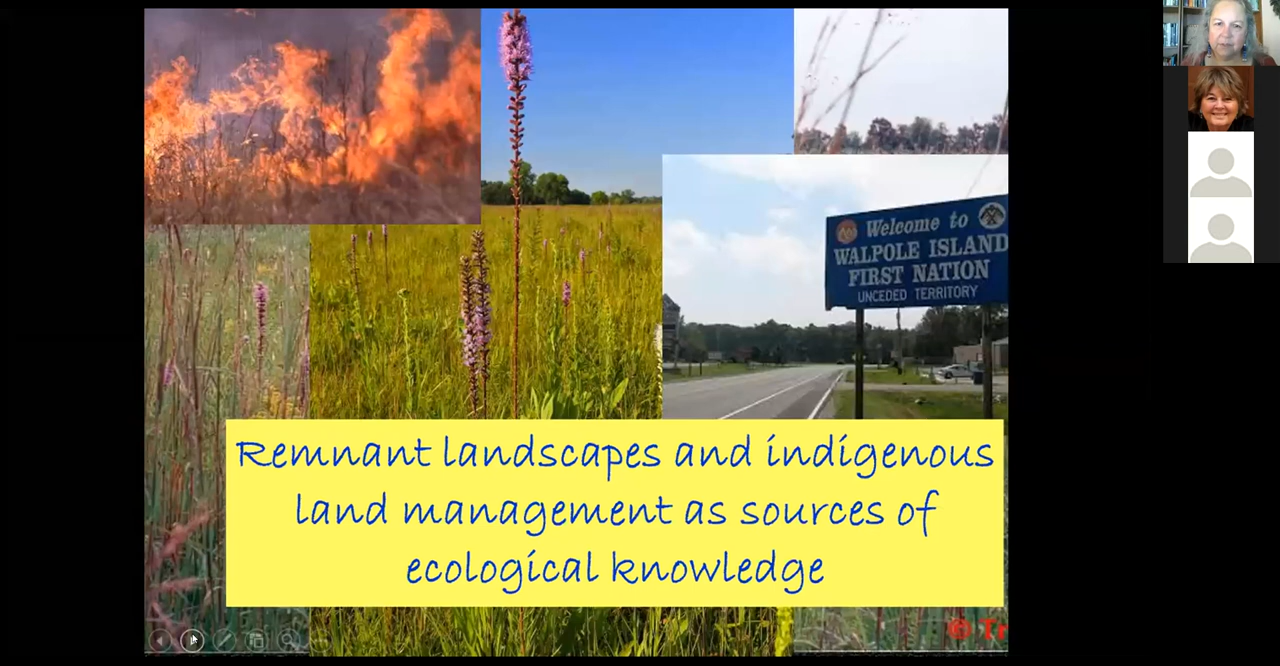 Welcome to
WALPOLE ISLAND
FIRST NATION
UNCEDED TERRITORY
Remnant landscapes and indigenous
land management as sources of
ecological knowledge
© Tr